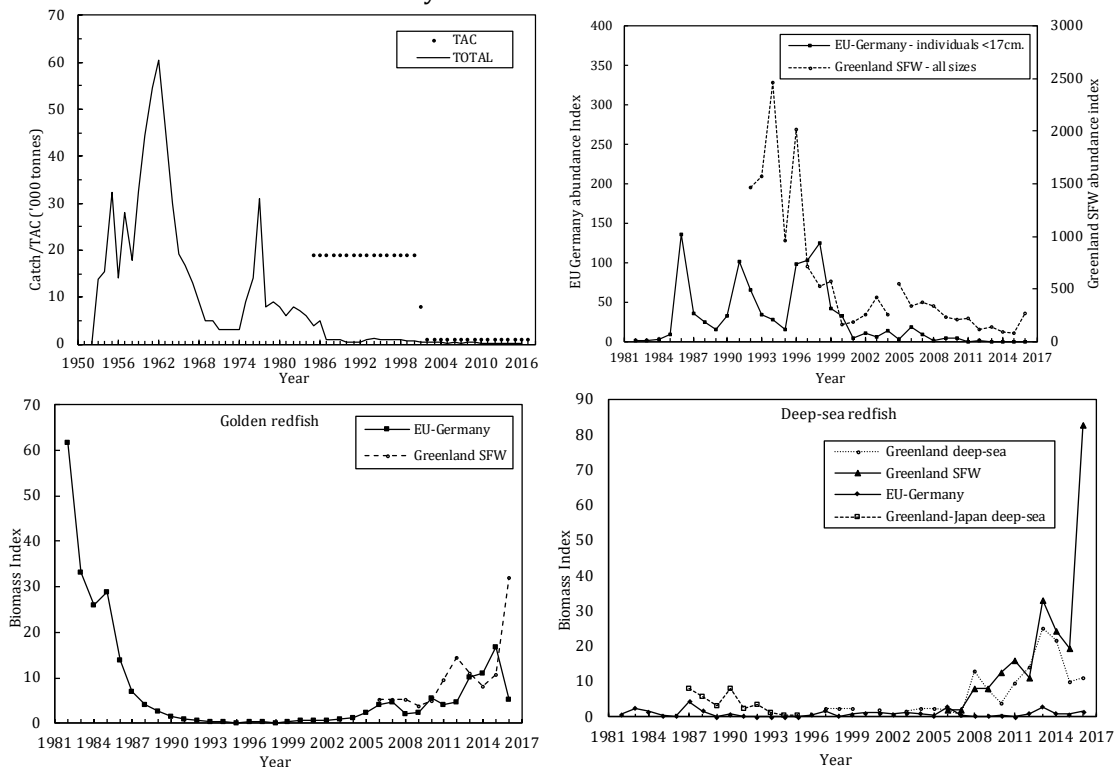 70
60
50
40
30
20
10
0
Catch/TAC ('000 tonnes)
TAC
TOTAL
1950 1956 1962 1968 1974 1980 1986 1992 1998 2004 2010 2016
Year
400
350
300
250
200
150
100
50
0
EU Germany abundance Index
EU-Germany - individuals <17cm.
Greenland SFW - all sizes
3000
2500
2000
1500
1000
500
0
Greenland SFW abundance index
1981 1984 1987 1990 1993 1996 1999 2002 2005 2008 2011 2014 2017
Year
Golden redfish
70
60
50
40
30
20
10
0
Biomass Index
EU-Germany
Greenland SFW
1981 1984 1987 1990 1993 1996 1999 2002 2005 2008 2011 2014 2017
Year
Deep-sea redfish
90
80
70
60
50
40
30
20
10
0
Biomass Index
Greenland deep-sea
Greenland SFW
EU-Germany
Greenland-Japan deep-sea
1981 1984 1987 1990 1993 1996 1999 2002 2005 2008 2011 2014 2017
Year